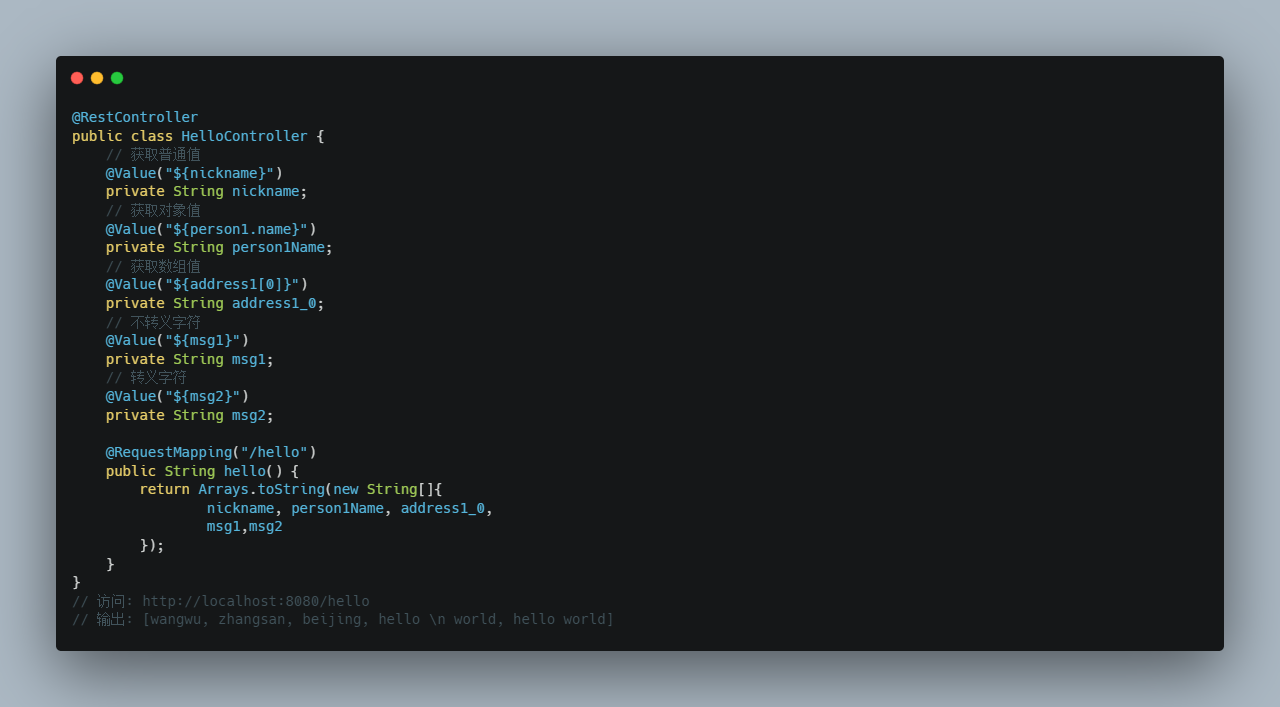 @RestController
public class HelloController {
    // 获取普通值
    @Value("${nickname}")
    private String nickname;
    // 获取对象值
    @Value("${person1.name}")
    private String person1Name;
    // 获取数组值
    @Value("${address1[0]}")
    private String address1_0;
    // 不转义字符
    @Value("${msg1}")
    private String msg1;
    // 转义字符
    @Value("${msg2}")
    private String msg2;

    @RequestMapping("/hello")
    public String hello() {
        return Arrays.toString(new String[]{
                nickname, person1Name, address1_0,
                msg1,msg2
        });
    }
}
// 访问: http://localhost:8080/hello
// 输出: [wangwu, zhangsan, beijing, hello \n world, hello world]